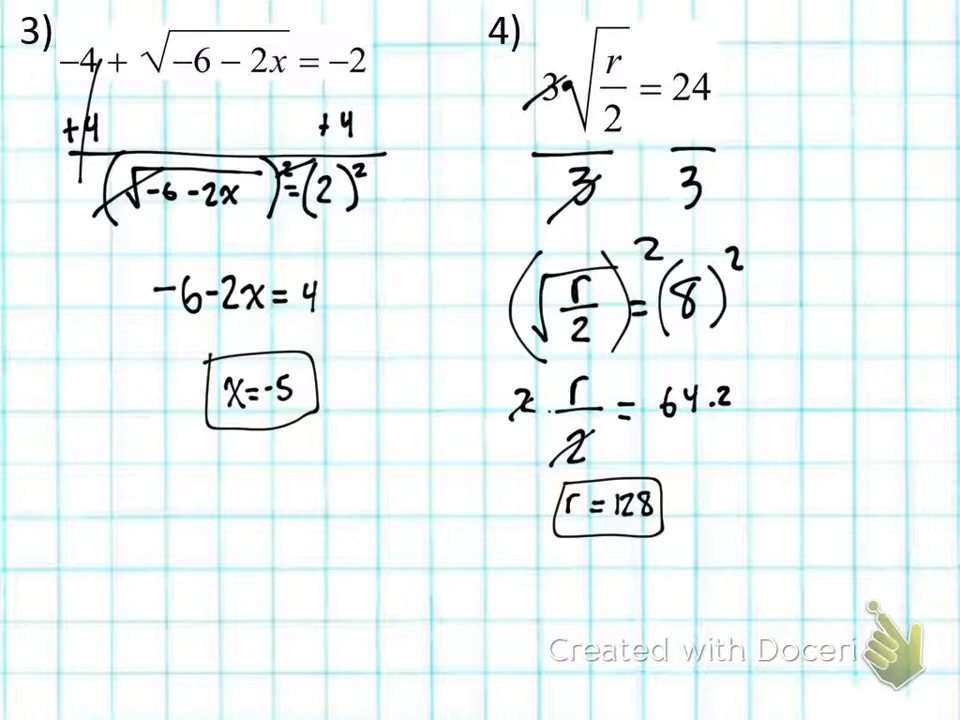 3)
−4 + √−6 − 2x = −2
+4 +4
(√-6 -2x)² = (2)²
-6-2x = 4
x=-5
4)
3√r/2 = 24
3 3
(√r/2)² = (8)²
2 · r/2 = 64.2
r = 128
Created with Doceri